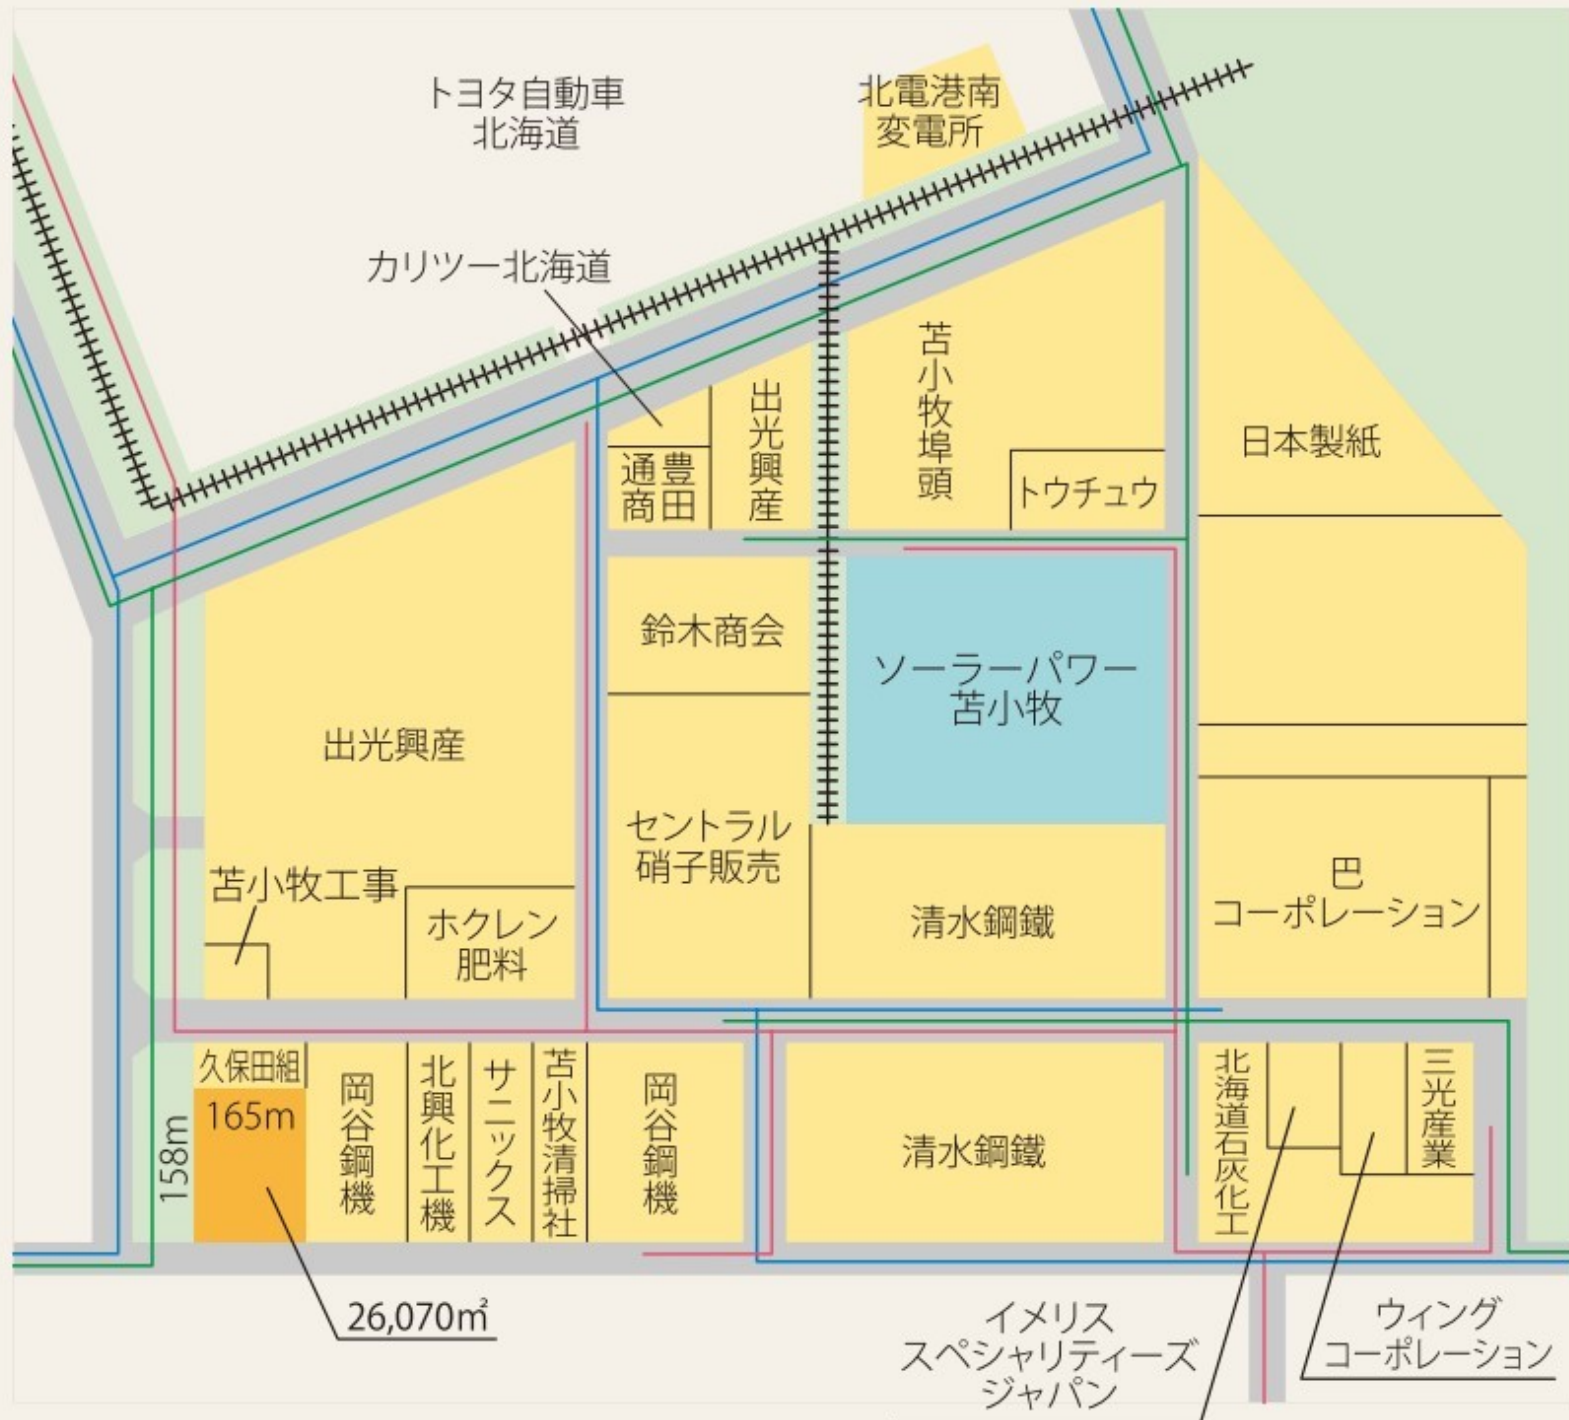 トヨタ自動車
北海道
北電港南
変電所
カリツー北海道
苫小牧埠頭
出光興産
豊田
通商
トウチュウ
日本製紙
鈴木商会
ソーラーパワー
苫小牧
出光興産
セントラル
硝子販売
巴
コーポレーション
苫小牧工事
ホクレン
肥料
清水鋼鐵
久保田組
165m
158m
岡谷鋼機
北興化工機
サニックス
苫小牧清掃社
岡谷鋼機
清水鋼鐵
北海道石灰化工
三光産業
26,070㎡
イメリス
スペシャリティーズ
ジャパン
ウィング
コーポレーション